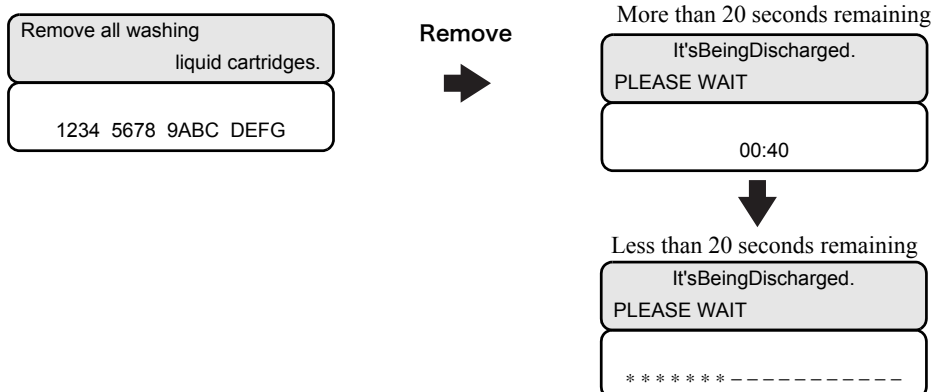 Remove all washing
liquid cartridges.
1234 5678 9ABC DEFG
Remove
More than 20 seconds remaining
It'sBeingDischarged.
PLEASE WAIT
00:40
Less than 20 seconds remaining
It'sBeingDischarged.
PLEASE WAIT
* * * * * * * – – – – – – – – – – –